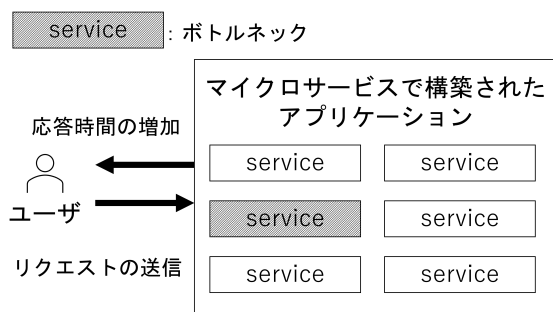 service : ボトルネック
マイクロサービスで構築された
アプリケーション
応答時間の増加
ユーザ
リクエストの送信
service service
service service
service service